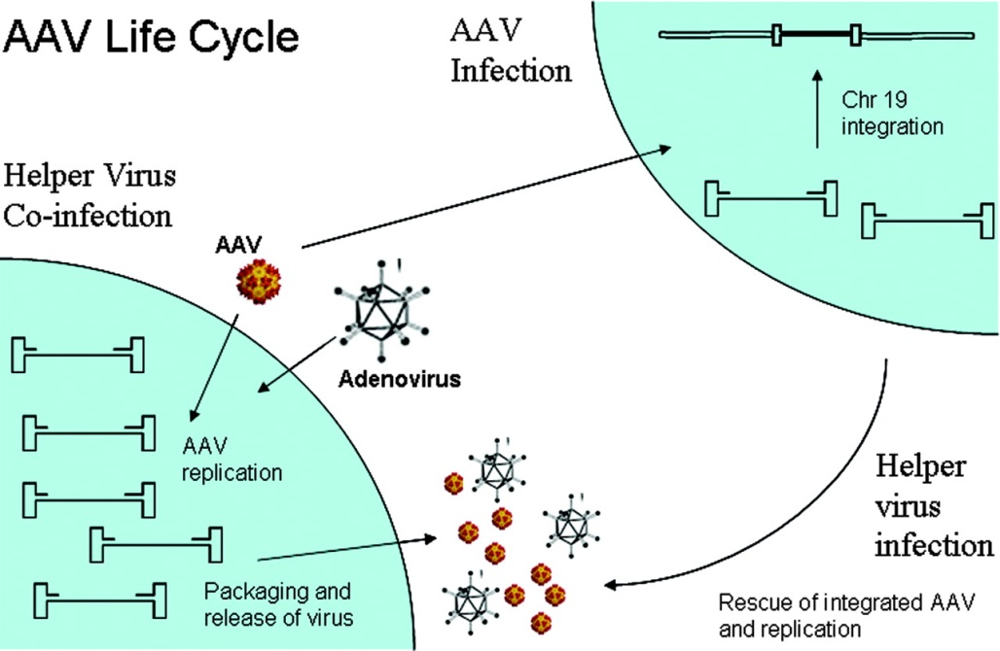 AAV Life Cycle
AAV
Infection
Chr 19
integration
Helper Virus
Co-infection
AAV
Adenovirus
AAV
replication
Packaging and
release of virus
Helper
virus
infection
Rescue of integrated AAV
and replication